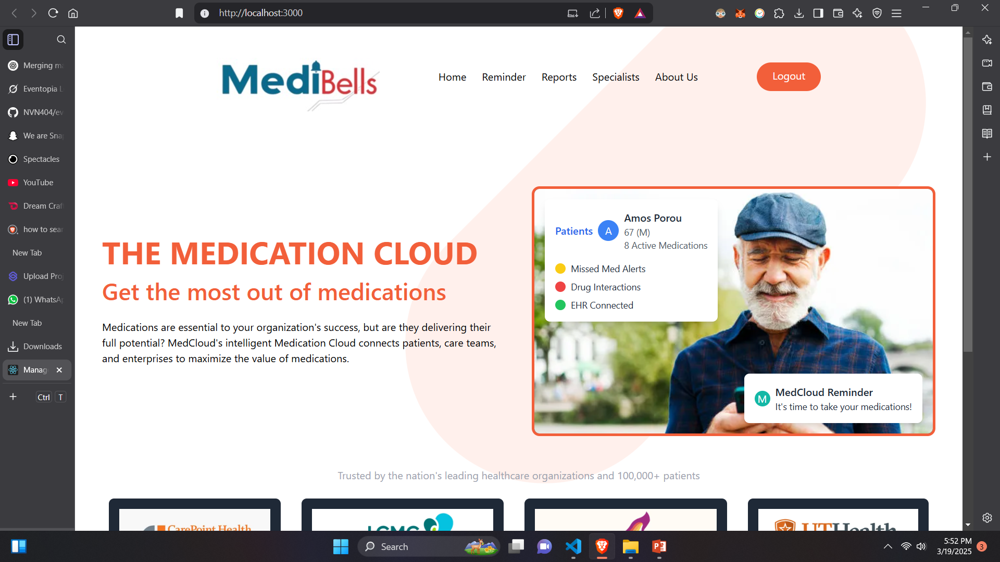 http://localhost:3000
Merging ma
Eventopia L
NVN404/ev
We are Sna
Spectacles
YouTube
Dream Craf
how to sear
New Tab
Upload Proj
(1) WhatsAp
New Tab
Downloads
Manag
Ctrl T
MediBells
Home Reminder Reports Specialists About Us
Logout
THE MEDICATION CLOUD
Get the most out of medications
Medications are essential to your organization's success, but are they delivering their
full potential? MedCloud's intelligent Medication Cloud connects patients, care teams,
and enterprises to maximize the value of medications.
Patients
A
Amos Porou
67 (M)
8 Active Medications
Missed Med Alerts
Drug Interactions
EHR Connected
M
MedCloud Reminder
It's time to take your medications!
Trusted by the nation's leading healthcare organizations and 100,000+ patients
CarePoint Health
LCMC
UTHealth
Search
5:52 PM
3/19/2025
3